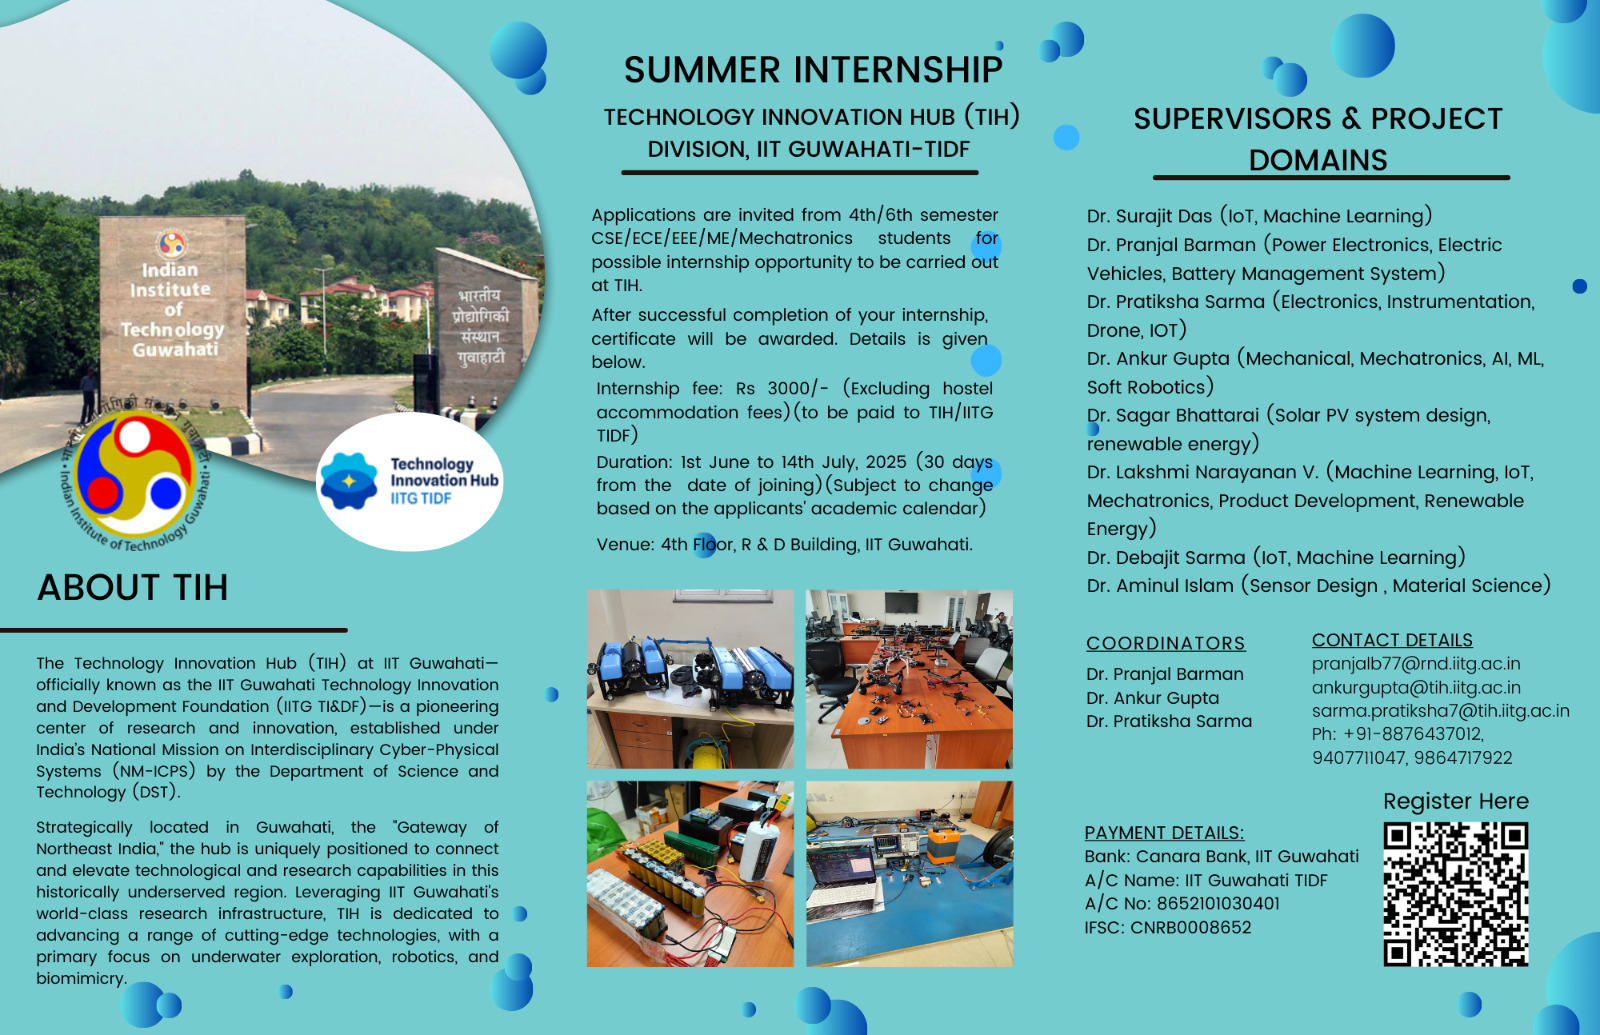 Indian
Institute
of
Technology
Guwahati
भारतीय
प्रौद्योगिकी
संस्थान
गुवाहाटी
Indian Institute of Technology Guwahati
Technology
Innovation Hub
IITG TIDF
ABOUT TIH
The Technology Innovation Hub (TIH) at IIT Guwahati—
officially known as the IIT Guwahati Technology Innovation
and Development Foundation (IITG TI&DF)—is a pioneering
center of research and innovation, established under
India's National Mission on Interdisciplinary Cyber-Physical
Systems (NM-ICPS) by the Department of Science and
Technology (DST).
Strategically located in Guwahati, the "Gateway of
Northeast India," the hub is uniquely positioned to connect
and elevate technological and research capabilities in this
historically underserved region. Leveraging IIT Guwahati's
world-class research infrastructure, TIH is dedicated to
advancing a range of cutting-edge technologies, with a
primary focus on underwater exploration, robotics, and
biomimicry.
SUMMER INTERNSHIP
TECHNOLOGY INNOVATION HUB (TIH)
DIVISION, IIT GUWAHATI-TIDF
Applications are invited from 4th/6th semester
CSE/ECE/EEE/ME/Mechatronics students for
possible internship opportunity to be carried out
at TIH.
After successful completion of your internship,
certificate will be awarded. Details is given
below.
Internship fee: Rs 3000/- (Excluding hostel
accommodation fees)(to be paid to TIH/IITG
TIDF)
Duration: 1st June to 14th July, 2025 (30 days
from the date of joining)(Subject to change
based on the applicants' academic calendar)
Venue: 4th Floor, R & D Building, IIT Guwahati.
SUPERVISORS & PROJECT
DOMAINS
Dr. Surajit Das (IoT, Machine Learning)
Dr. Pranjal Barman (Power Electronics, Electric
Vehicles, Battery Management System)
Dr. Pratiksha Sarma (Electronics, Instrumentation,
Drone, IOT)
Dr. Ankur Gupta (Mechanical, Mechatronics, AI, ML,
Soft Robotics)
Dr. Sagar Bhattarai (Solar PV system design,
renewable energy)
Dr. Lakshmi Narayanan V. (Machine Learning, IoT,
Mechatronics, Product Development, Renewable
Energy)
Dr. Debajit Sarma (IoT, Machine Learning)
Dr. Aminul Islam (Sensor Design , Material Science)
COORDINATORS
Dr. Pranjal Barman
Dr. Ankur Gupta
Dr. Pratiksha Sarma
CONTACT DETAILS
pranjalb77@rnd.iitg.ac.in
ankurgupta@tih.iitg.ac.in
sarma.pratiksha7@tih.iitg.ac.in
Ph: +91-8876437012,
9407711047, 9864717922
PAYMENT DETAILS:
Bank: Canara Bank, IIT Guwahati
A/C Name: IIT Guwahati TIDF
A/C No: 8652101030401
IFSC: CNRB0008652
Register Here